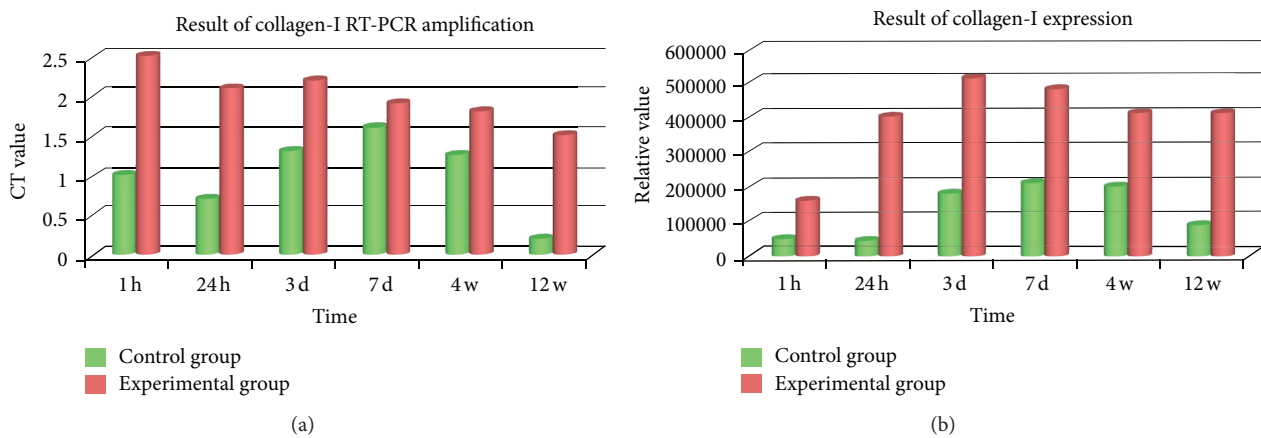 Result of collagen-I RT-PCR amplification
CT value
2.5
2
1.5
1
0.5
0
1 h
24 h
3 d
7 d
4 w
12 w
Time
Control group
Experimental group
(a)
Result of collagen-I expression
Relative value
600000
500000
400000
300000
200000
100000
0
1 h
24 h
3 d
7 d
4 w
12 w
Time
Control group
Experimental group
(b)